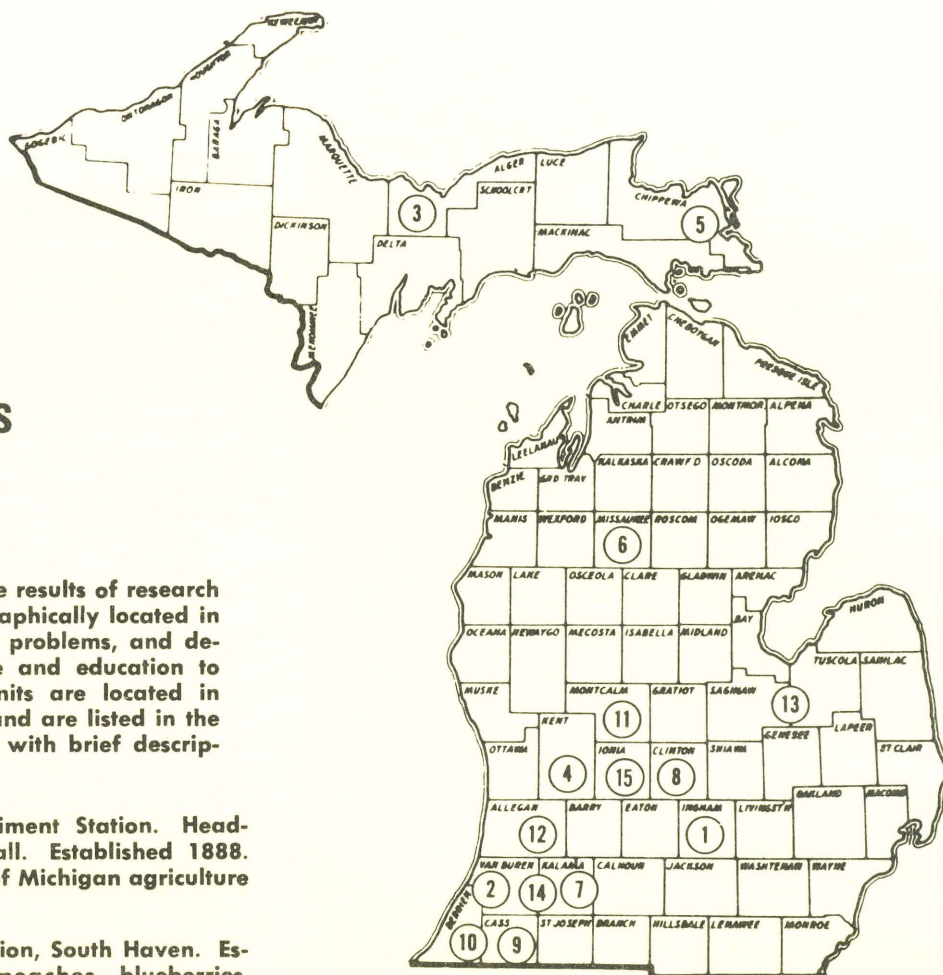 KEWEENAW
HOUGHTON
ONTONAGON
GOGEBIC
BARAGA
MARQUETTE
ALGER
LUCE
SCHOOLCRT
CHIPPEWA
IRON
3
5
DICKINSON
MACKINAC
DELTA
MENOMINEE
EMMET
CHEBOYGAN
PRESQUE ISLE
S
CHARLE
OTSEGO
MONTMOR
ALPENA
ANTRIM
LEELANAU
KALKASKA
CRAWF'D
OSCODA
ALCONA
BENZIE
GRD TRAV
MANIS
WEXFORD
MISSAUKEE
ROSCOM
OGEMAW
IOSCO
6
e results of research
aphically located in
problems, and de-
e and education to
nits are located in
and are listed in the
with brief descrip-
MASON
LAKE
OSCEOLA
CLARE
GLADWIN
ARENAC
HURON
BAY
OCEANA
NEWAYGO
MECOSTA
ISABELLA
MIDLAND
TUSCOLA
SANILAC
MUSKE
MONTCALM
GRATIOT
SAGINAW
13
11
KENT
GENESEE
LAPEER
OTTAWA
IONIA
CLINTON
SHIAWA
ST CLAIR
4
15
8
OAKLAND
MACOMB
ALLEGAN
BARRY
EATON
INGHAM
LIVINGSTN
12
1
iment Station. Head-
all. Established 1888.
of Michigan agriculture
VAN BUREN
KALAMA
CALHOUN
JACKSON
WASHTENAW
WAYNE
2
14
7
BERRIEN
CASS
ST JOSEPH
BRANCH
HILLSDALE
LENAWEE
MONROE
10
9
ion, South Haven. Es-
peaches, blueberries,